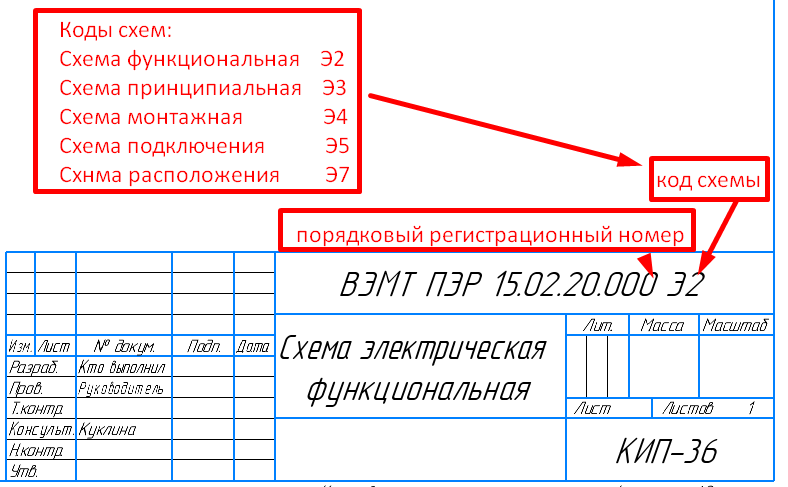 Коды схем:
Схема функциональная Э2
Схема принципиальная Э3
Схема монтажная Э4
Схема подключения Э5
Схнма расположения Э7
код схемы
порядковый регистрационный номер
ВЭМТ ПЭР 15.02.20.000 Э2
Лит. Масса Масштаб
Изм. Лист № докум. Подп. Дата
Схема электрическая
функциональная
Разраб. Кто выполнил
Пров. Руководитель
Т.контр.
Лист Листов 1
Консульт. Куклина
Н.контр.
КИП-36
Утв.